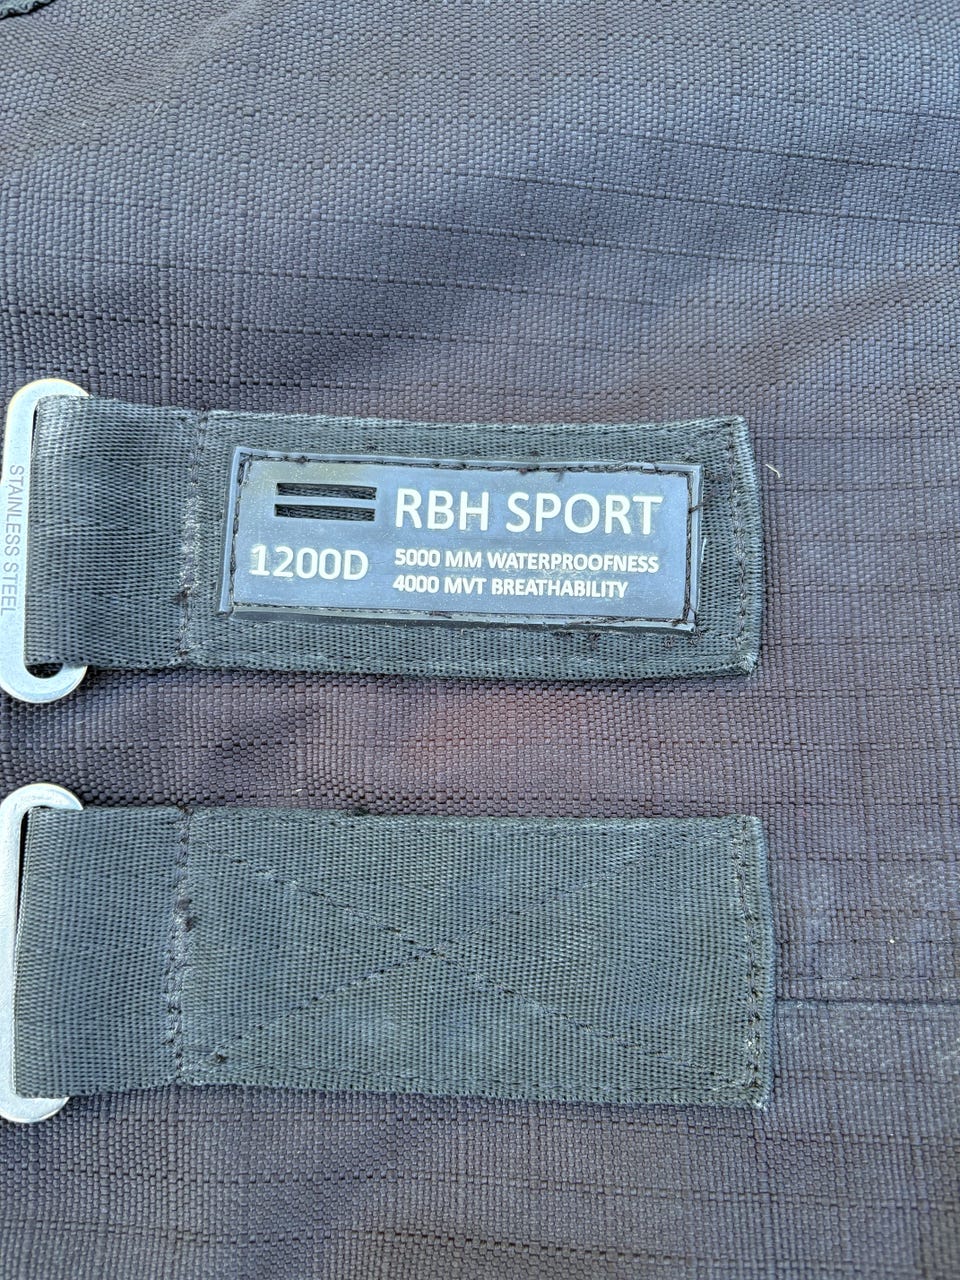 STAINLESS STEEL
RBH SPORT
1200D
5000 MM WATERPROOFNESS
4000 MVT BREATHABILITY